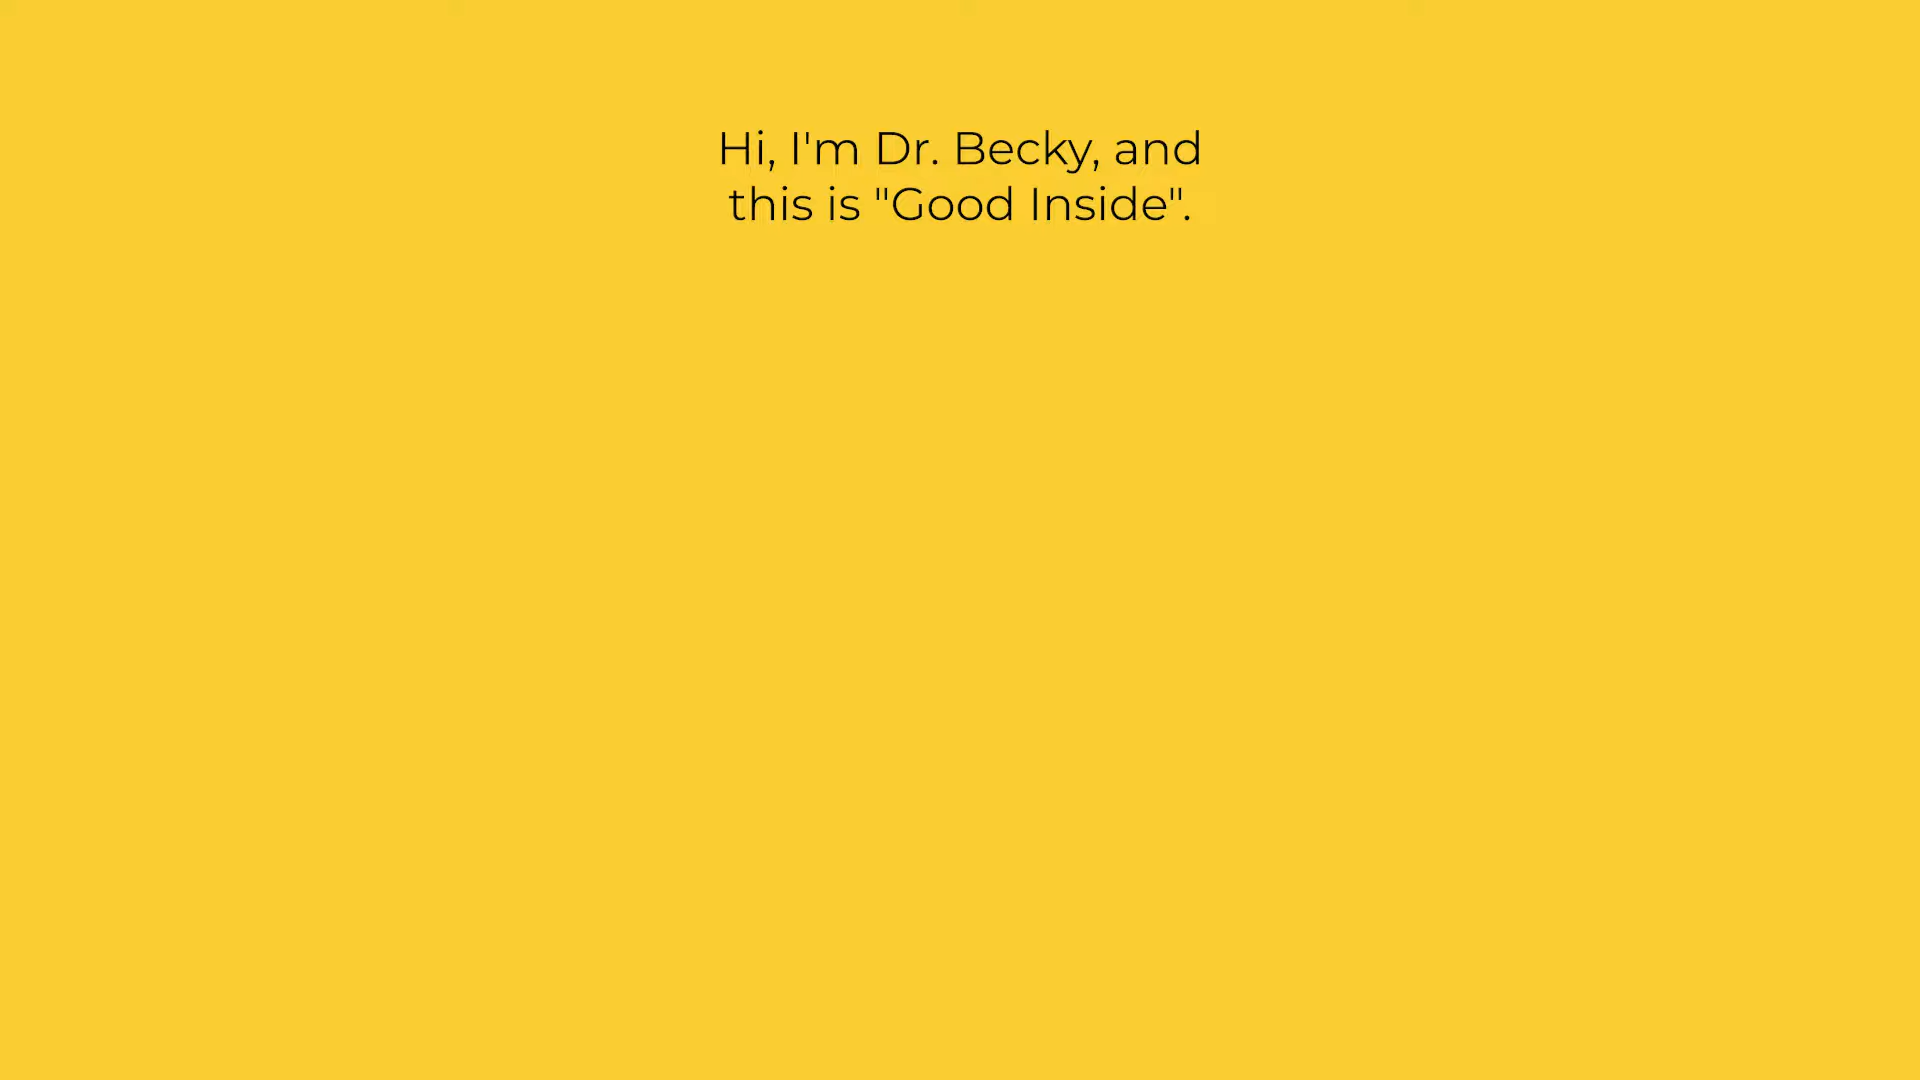 Hi, I'm Dr. Becky, and
this is "Good Inside".